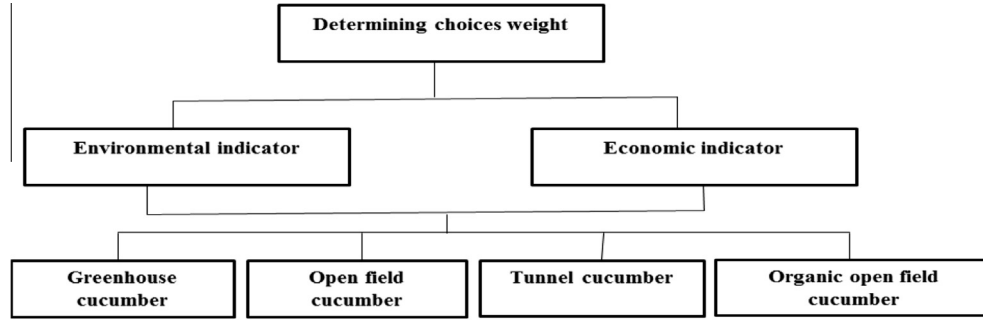 Determining choices weight
Environmental indicator
Economic indicator
Greenhouse
cucumber
Open field
cucumber
Tunnel cucumber
Organic open field
cucumber